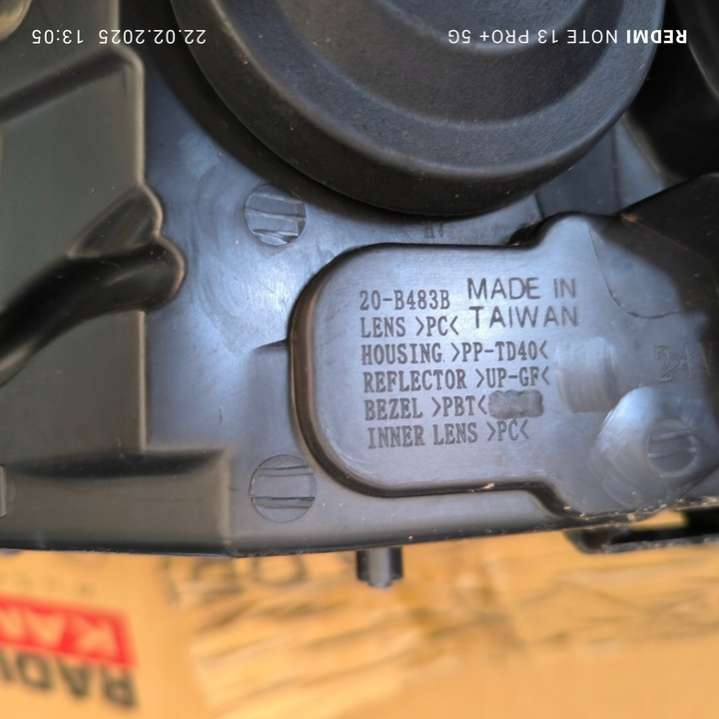 REDMI NOTE 13 PRO+ 5G
22.02.2025 13:05
20-B483B MADE IN
TAIWAN
LENS >PC<
HOUSING >PP-TD40<
REFLECTOR >UP-GF<
BEZEL >PBT<
INNER LENS >PC<